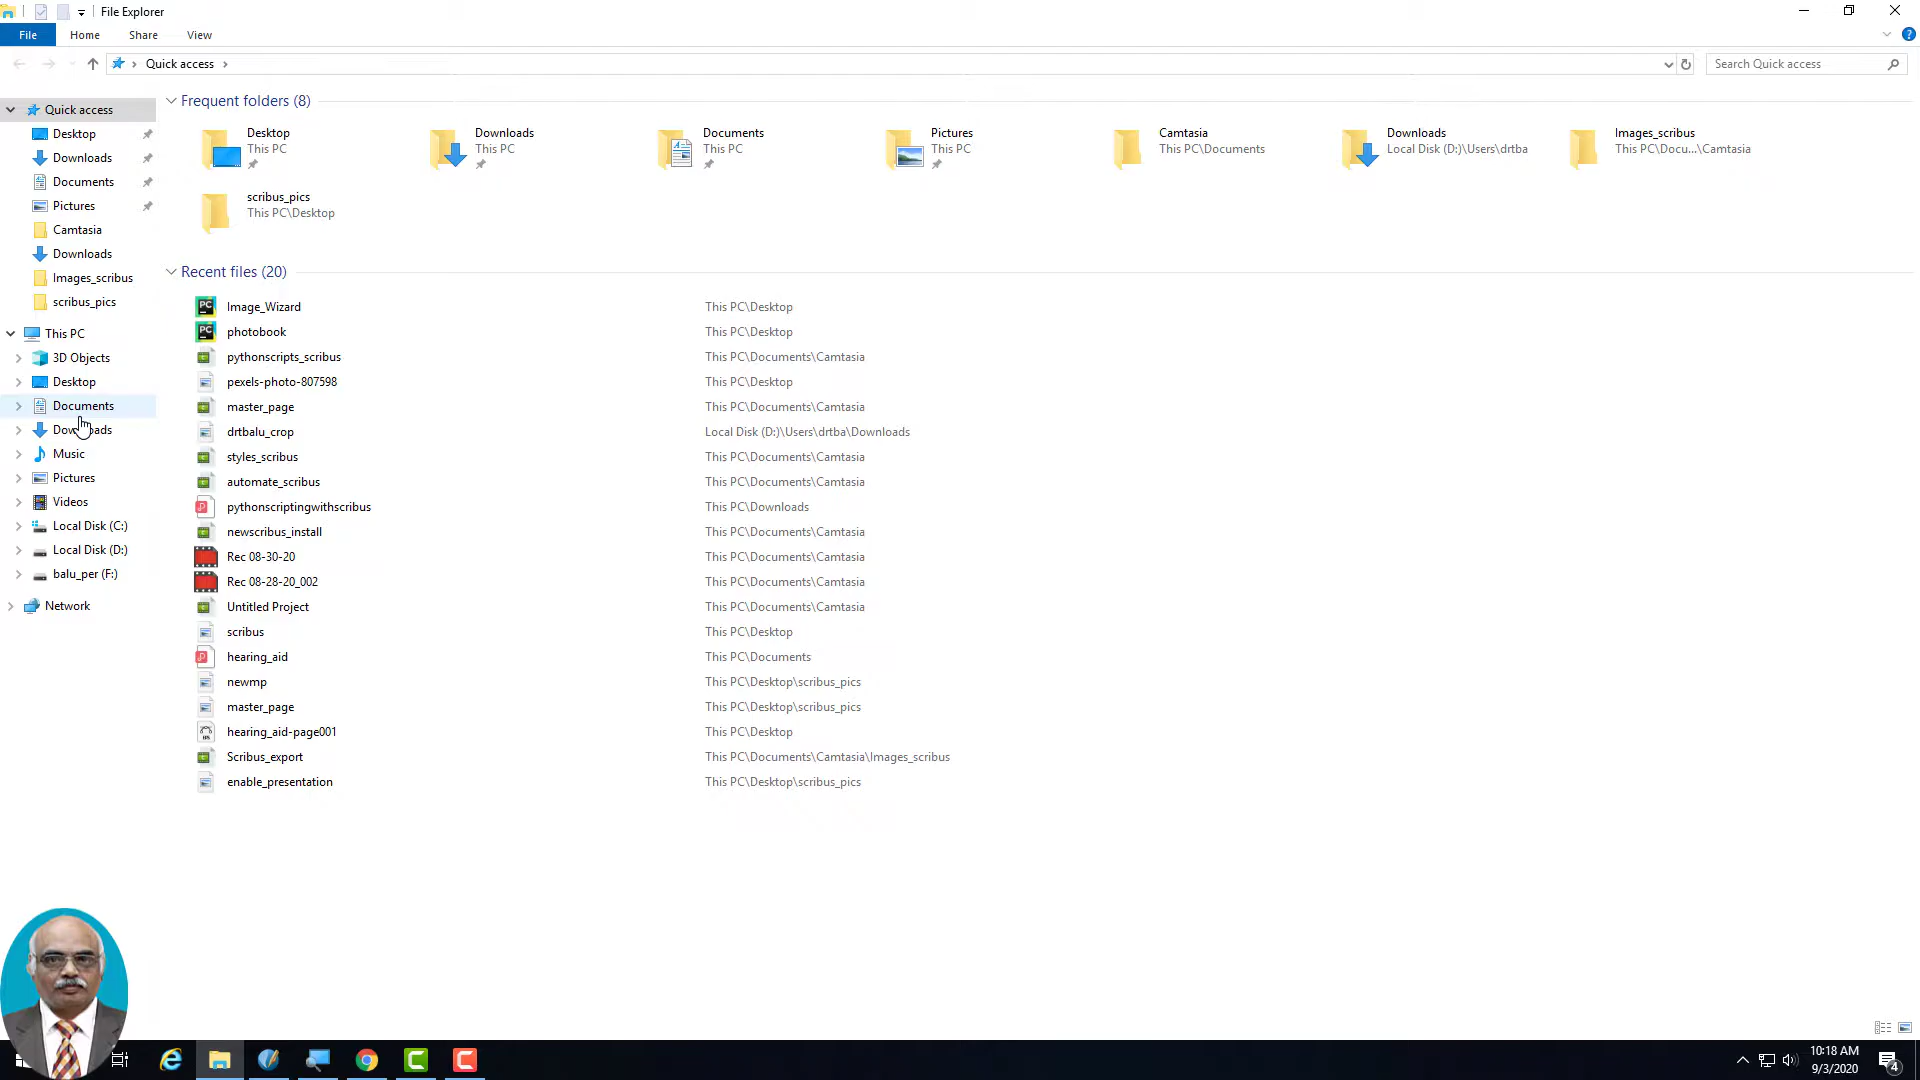 File Explorer
File Home Share View
Quick access
Search Quick access
Quick access
Desktop
Downloads
Documents
Pictures
Camtasia
Downloads
Images_scribus
scribus_pics
This PC
3D Objects
Desktop
Documents
Downloads
Music
Pictures
Videos
Local Disk (C:)
Local Disk (D:)
balu_per (F:)
Network
Frequent folders (8)
Desktop
This PC
Downloads
This PC
Documents
This PC
Pictures
This PC
Camtasia
This PC\Documents
Downloads
Local Disk (D:)\Users\drtba
Images_scribus
This PC\Docu...\Camtasia
scribus_pics
This PC\Desktop
Recent files (20)
Image_Wizard This PC\Desktop
photobook This PC\Desktop
pythonscripts_scribus This PC\Documents\Camtasia
pexels-photo-807598 This PC\Desktop
master_page This PC\Documents\Camtasia
drtbalu_crop Local Disk (D:)\Users\drtba\Downloads
styles_scribus This PC\Documents\Camtasia
automate_scribus This PC\Documents\Camtasia
pythonscriptingwithscribus This PC\Downloads
newscribus_install This PC\Documents\Camtasia
Rec 08-30-20 This PC\Documents\Camtasia
Rec 08-28-20_002 This PC\Documents\Camtasia
Untitled Project This PC\Documents\Camtasia
scribus This PC\Desktop
hearing_aid This PC\Documents
newmp This PC\Desktop\scribus_pics
master_page This PC\Desktop\scribus_pics
hearing_aid-page001 This PC\Desktop
Scribus_export This PC\Documents\Camtasia\Images_scribus
enable_presentation This PC\Desktop\scribus_pics
10:18 AM
9/3/2020
4